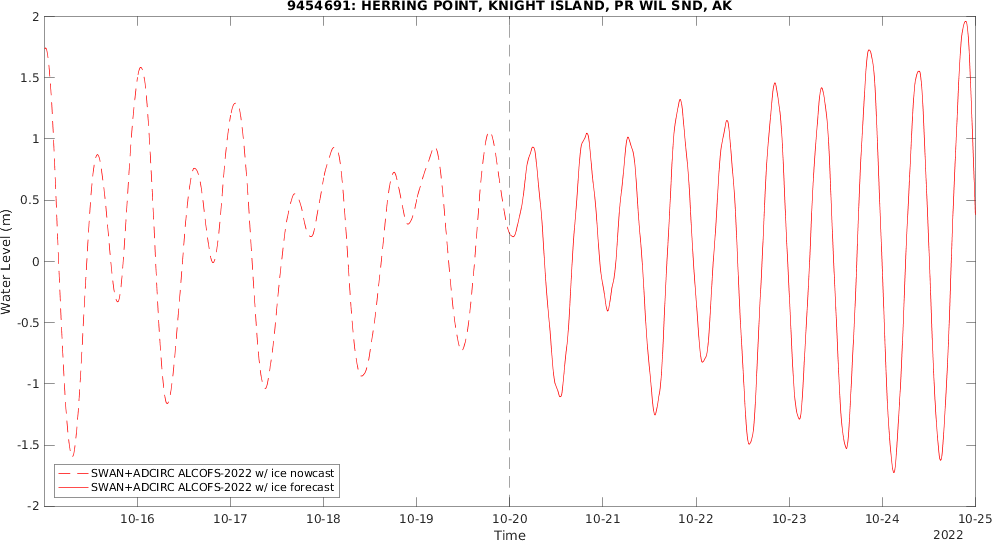 9454691: HERRING POINT, KNIGHT ISLAND, PR WIL SND, AK
2
1.5
1
0.5
0
-0.5
-1
-1.5
-2
Water Level (m)
SWAN+ADCIRC ALCOFS-2022 w/ ice nowcast
SWAN+ADCIRC ALCOFS-2022 w/ ice forecast
10-16 10-17 10-18 10-19 10-20 10-21 10-22 10-23 10-24 10-25
Time
2022